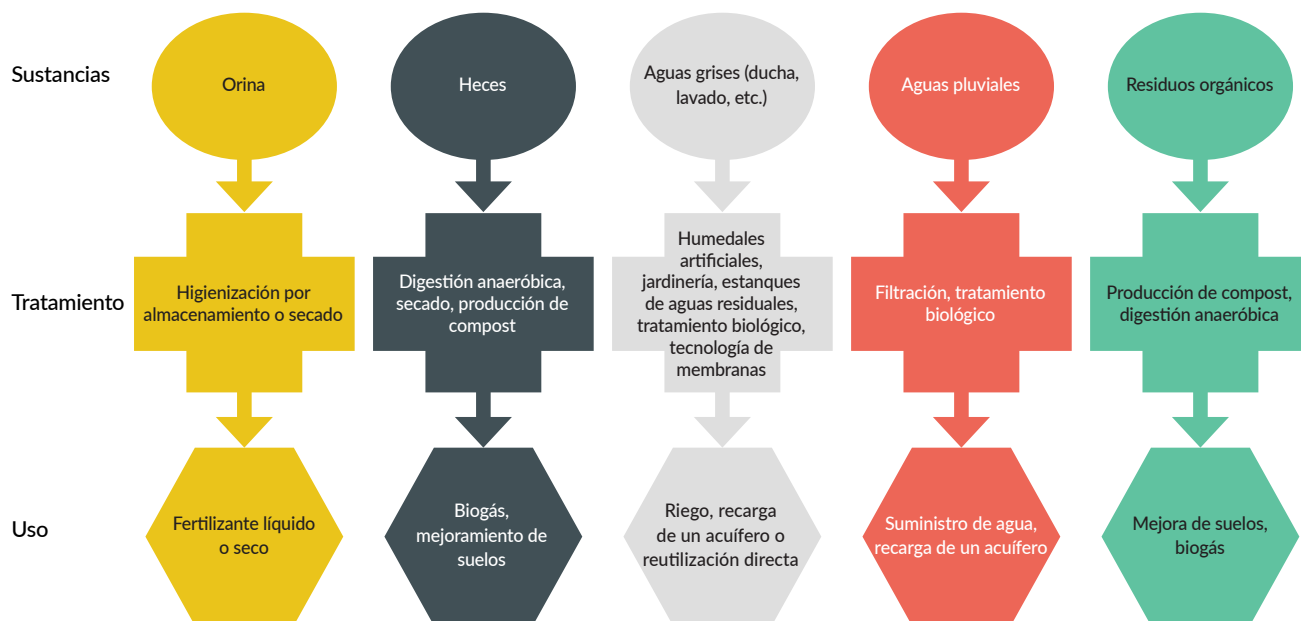 Sustancias
Orina
Heces
Aguas grises (ducha,
lavado, etc.)
Aguas pluviales
Residuos orgánicos
Tratamiento
Higienización por
almacenamiento o secado
Digestión anaeróbica,
secado, producción de
compost
Humedales
artificiales,
jardinería, estanques
de aguas residuales,
tratamiento biológico,
tecnología de
membranas
Filtración, tratamiento
biológico
Producción de compost,
digestión anaeróbica
Uso
Fertilizante líquido
o seco
Biogás,
mejoramiento de
suelos
Riego, recarga
de un acuífero o
reutilización directa
Suministro de agua,
recarga de un acuífero
Mejora de suelos,
biogás